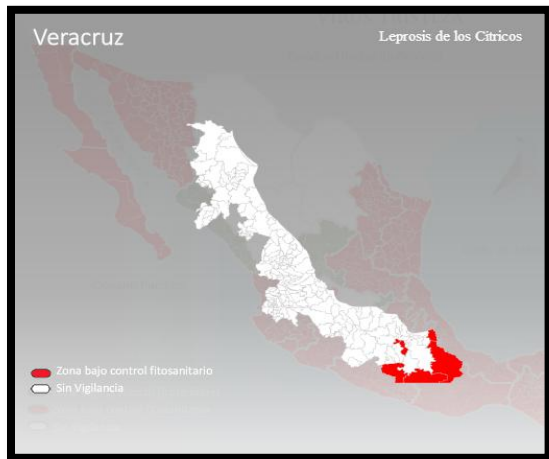 Veracruz
Leprosis de los Cítricos
Zona bajo control fitosanitario
Sin Vigilancia